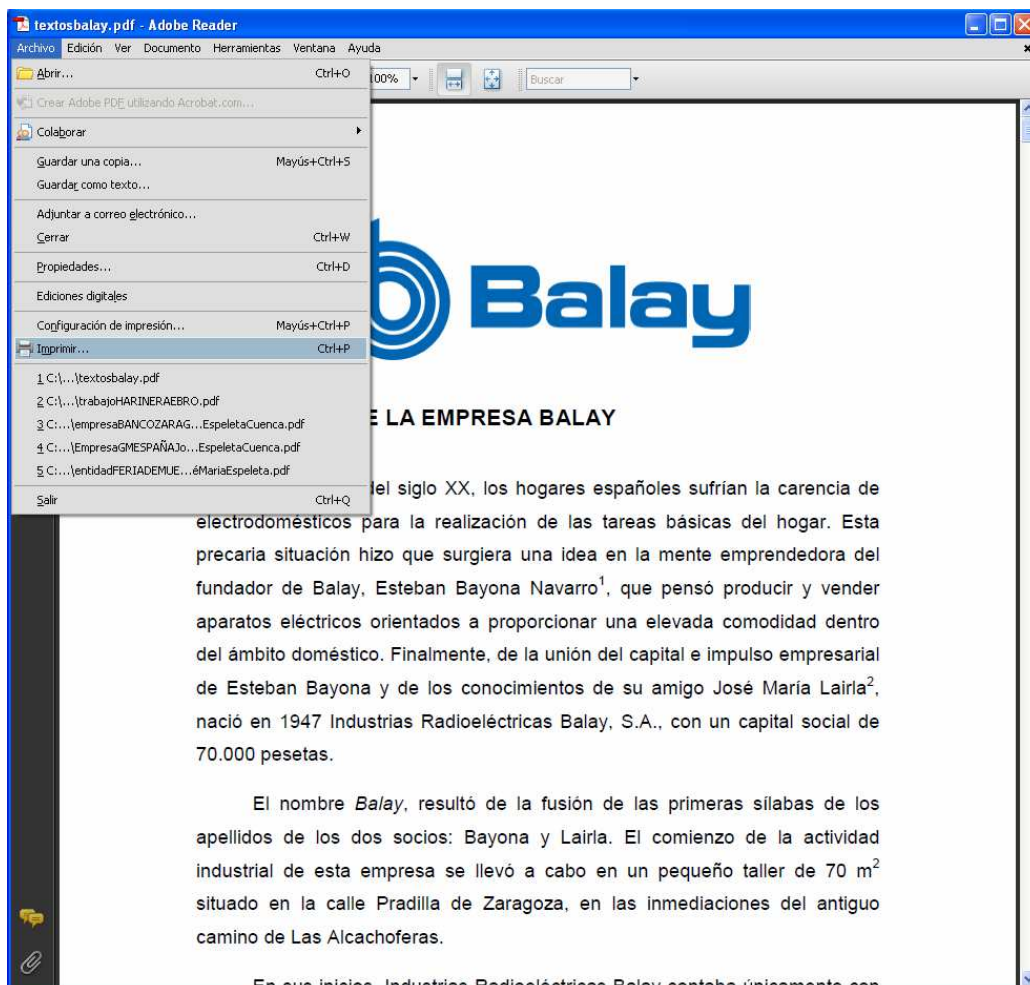 textosbalay.pdf - Adobe Reader
Archivo Edición Ver Documento Herramientas Ventana Ayuda
Abrir... Ctrl+O
100%
Buscar
Crear Adobe PDF utilizando Acrobat.com...
Colaborar
Guardar una copia... Mayús+Ctrl+S
Guardar como texto...
Adjuntar a correo electrónico...
Cerrar Ctrl+W
Propiedades... Ctrl+D
Ediciones digitales
Configuración de impresión... Mayús+Ctrl+P
Imprimir... Ctrl+P
1 C:\...\textosbalay.pdf
2 C:\...\trabajoHARINERAEBRO.pdf
3 C:\...\empresaBANCOZARAG...EspeletaCuenca.pdf
4 C:\...\EmpresaGMESPAÑAJo...EspeletaCuenca.pdf
5 C:\...\entidadFERIADEMUE...éMariaEspeleta.pdf
Salir Ctrl+Q
b Balay
E LA EMPRESA BALAY
del siglo XX, los hogares españoles sufrían la carencia de
electrodomésticos para la realización de las tareas básicas del hogar. Esta
precaria situación hizo que surgiera una idea en la mente emprendedora del
fundador de Balay, Esteban Bayona Navarro¹, que pensó producir y vender
aparatos eléctricos orientados a proporcionar una elevada comodidad dentro
del ámbito doméstico. Finalmente, de la unión del capital e impulso empresarial
de Esteban Bayona y de los conocimientos de su amigo José María Lairla²,
nació en 1947 Industrias Radioeléctricas Balay, S.A., con un capital social de
70.000 pesetas.
El nombre Balay, resultó de la fusión de las primeras sílabas de los
apellidos de los dos socios: Bayona y Lairla. El comienzo de la actividad
industrial de esta empresa se llevó a cabo en un pequeño taller de 70 m²
situado en la calle Pradilla de Zaragoza, en las inmediaciones del antiguo
camino de Las Alcachoferas.
En sus inicios, Industrias Radioeléctricas Balay contaba únicamente con